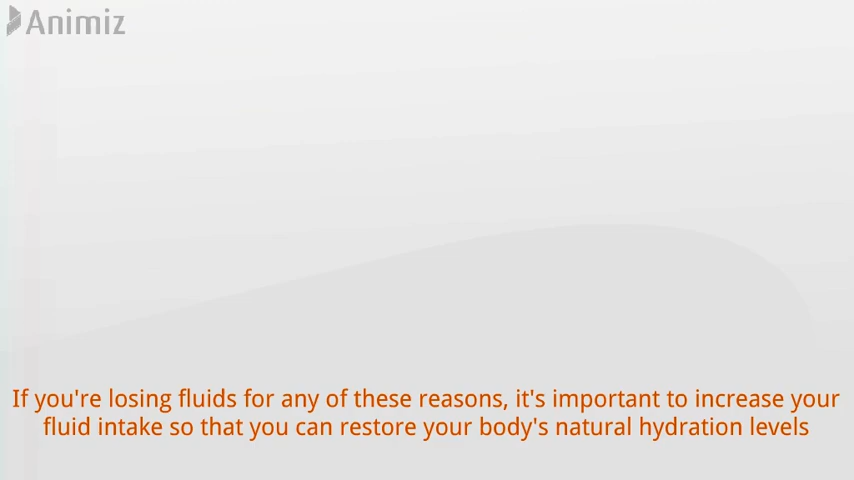 Animiz
If you're losing fluids for any of these reasons, it's important to increase your
fluid intake so that you can restore your body's natural hydration levels